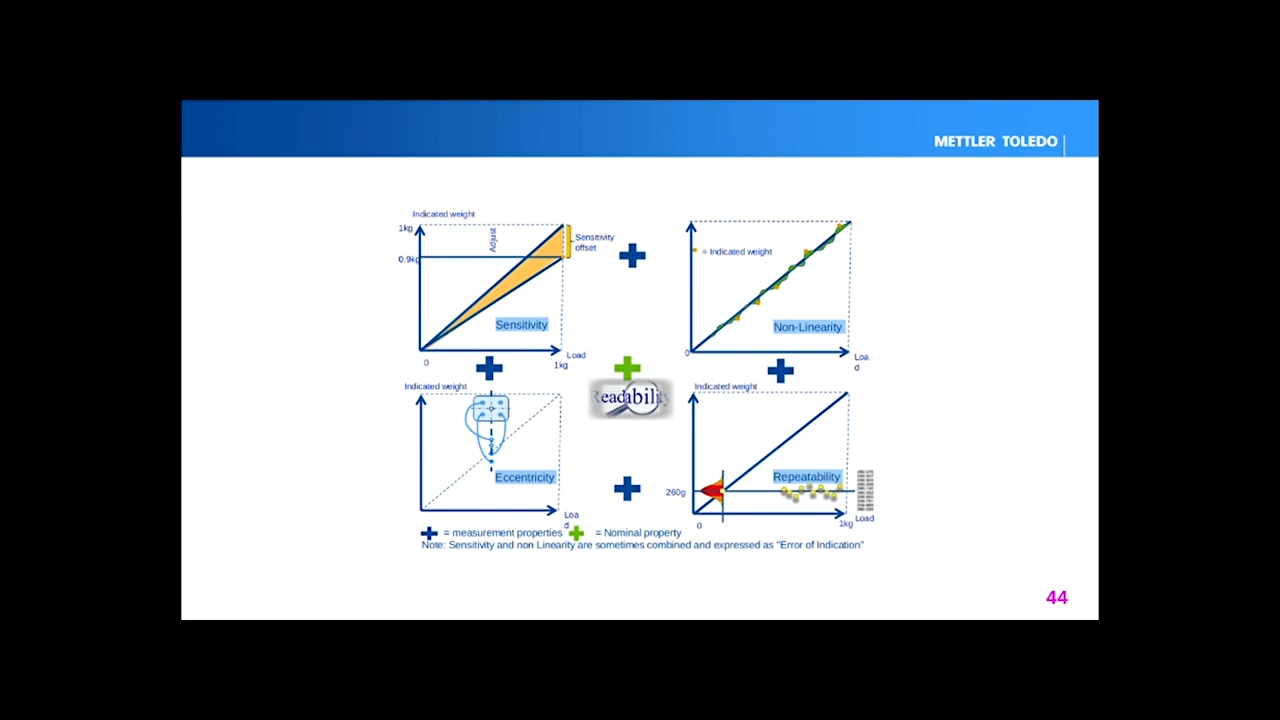 METTLER TOLEDO
Indicated weight
1kg
Adjust
Sensitivity
offset
0.9kg
Sensitivity
0
Load
1kg
= Indicated weight
Non-Linearity
0
Loa
d
Indicated weight
Eccentricity
Loa
d
Readability
Indicated weight
Repeatability
260g
0
1kg
Load
= measurement properties
= Nominal property
Note: Sensitivity and non Linearity are sometimes combined and expressed as "Error of Indication"
44